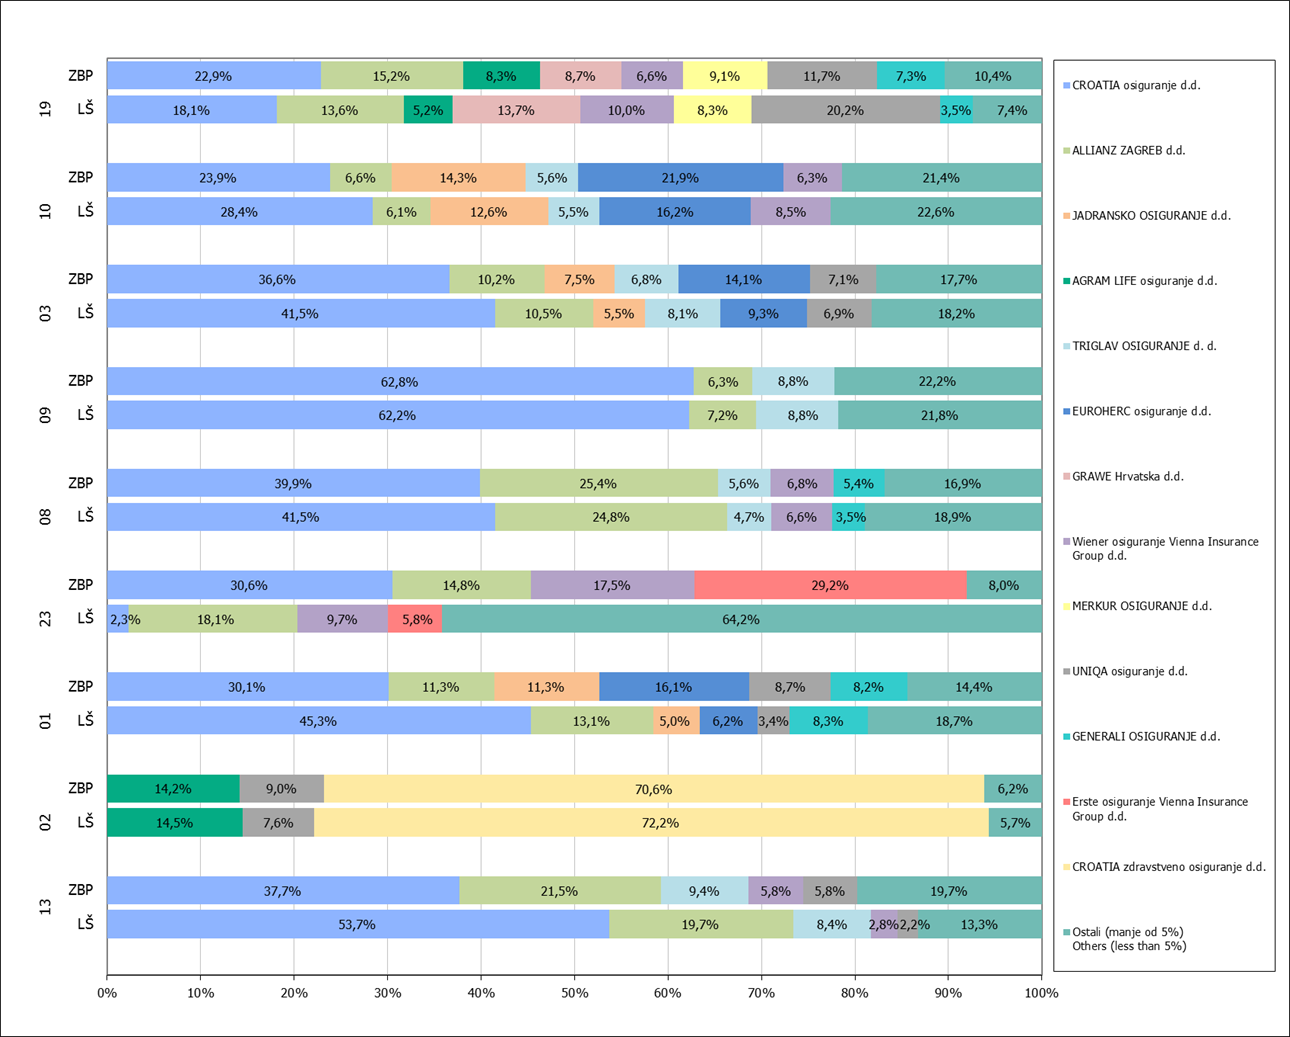 19
ZBP
22,9% 15,2% 8,3% 8,7% 6,6% 9,1% 11,7% 7,3% 10,4%
LŠ
18,1% 13,6% 5,2% 13,7% 10,0% 8,3% 20,2% 3,5% 7,4%
10
ZBP
23,9% 6,6% 14,3% 5,6% 21,9% 6,3% 21,4%
LŠ
28,4% 6,1% 12,6% 5,5% 16,2% 8,5% 22,6%
03
ZBP
36,6% 10,2% 7,5% 6,8% 14,1% 7,1% 17,7%
LŠ
41,5% 10,5% 5,5% 8,1% 9,3% 6,9% 18,2%
09
ZBP
62,8% 6,3% 8,8% 22,2%
LŠ
62,2% 7,2% 8,8% 21,8%
08
ZBP
39,9% 25,4% 5,6% 6,8% 5,4% 16,9%
LŠ
41,5% 24,8% 4,7% 6,6% 3,5% 18,9%
23
ZBP
30,6% 14,8% 17,5% 29,2% 8,0%
LŠ
2,3% 18,1% 9,7% 5,8% 64,2%
01
ZBP
30,1% 11,3% 11,3% 16,1% 8,7% 8,2% 14,4%
LŠ
45,3% 13,1% 5,0% 6,2% 3,4% 8,3% 18,7%
02
ZBP
14,2% 9,0% 70,6% 6,2%
LŠ
14,5% 7,6% 72,2% 5,7%
13
ZBP
37,7% 21,5% 9,4% 5,8% 5,8% 19,7%
LŠ
53,7% 19,7% 8,4% 2,8% 2,2% 13,3%
0% 10% 20% 30% 40% 50% 60% 70% 80% 90% 100%
CROATIA osiguranje d.d.
ALLIANZ ZAGREB d.d.
JADRANSKO OSIGURANJE d.d.
AGRAM LIFE osiguranje d.d.
TRIGLAV OSIGURANJE d. d.
EUROHERC osiguranje d.d.
GRAWE Hrvatska d.d.
Wiener osiguranje Vienna Insurance
Group d.d.
MERKUR OSIGURANJE d.d.
UNIQA osiguranje d.d.
GENERALI OSIGURANJE d.d.
Erste osiguranje Vienna Insurance
Group d.d.
CROATIA zdravstveno osiguranje d.d.
Ostali (manje od 5%)
Others (less than 5%)